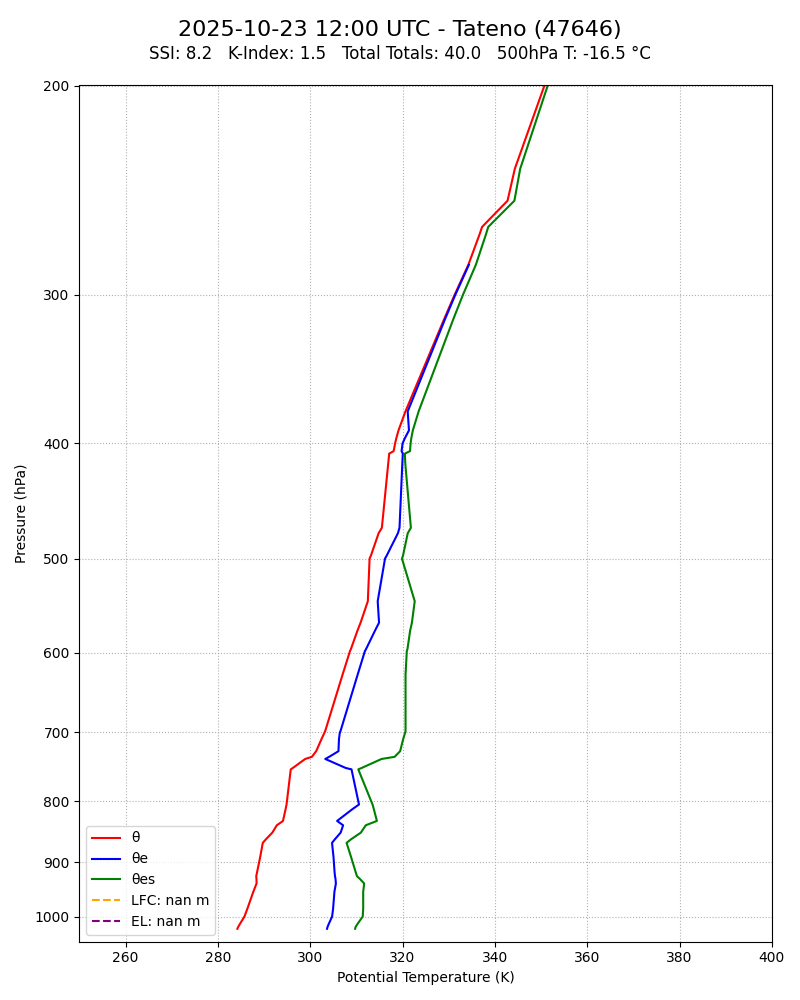 2025-10-23 12:00 UTC - Tateno (47646)
SSI: 8.2   K-Index: 1.5   Total Totals: 40.0   500hPa T: -16.5 °C
200
300
400
500
600
700
800
900
1000
Pressure (hPa)
θ
θe
θes
LFC: nan m
EL: nan m
260
280
300
320
340
360
380
400
Potential Temperature (K)